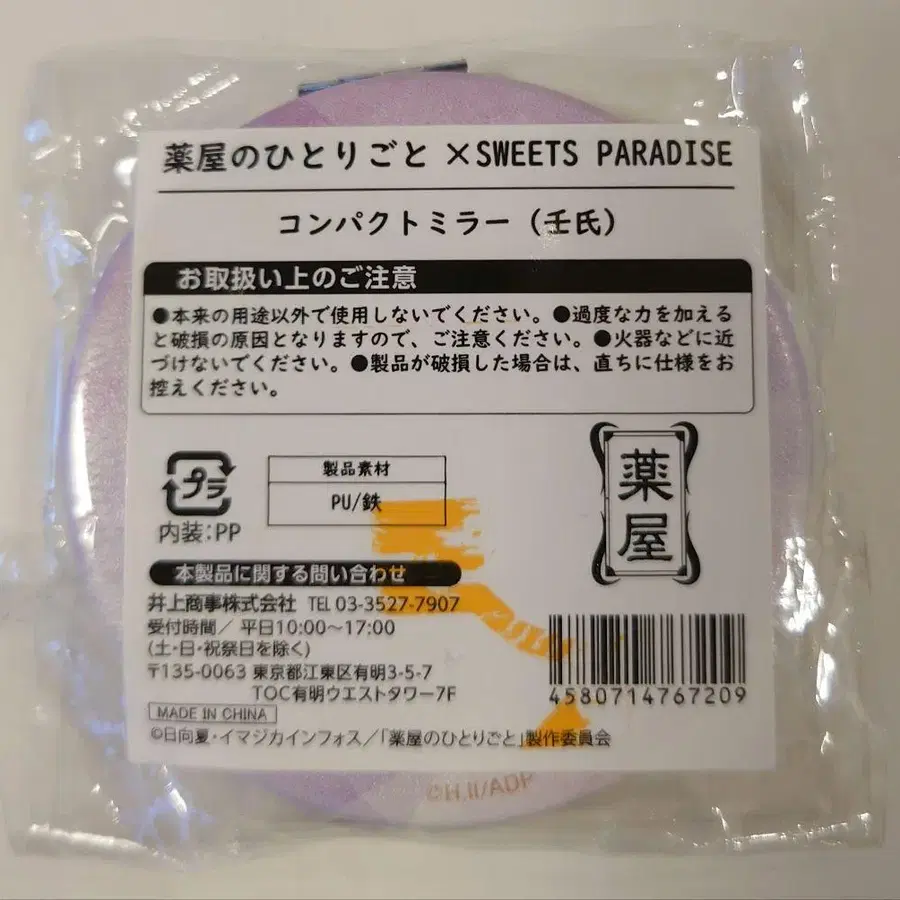 薬屋のひとりごと ×SWEETS PARADISE
コンパクトミラー（壬氏）
お取扱い上のご注意
●本来の用途以外で使用しないでください。●過度な力を加える
と破損の原因となりますので、ご注意ください。●火器などに近
づけないでください。●製品が破損した場合は、直ちに仕様をお
控えください。
プラ
内装:PP
製品素材
PU/鉄
薬屋
本製品に関する問い合わせ
井上商事株式会社 TEL 03-3527-7907
受付時間/ 平日10:00～17:00
(土・日・祝祭日を除く)
〒135-0063 東京都江東区有明3-5-7
TOC有明ウエストタワー7F
MADE IN CHINA
4580714767209
©日向夏・イマジカインフォス/「薬屋のひとりごと」製作委員会
©H,II/ADP